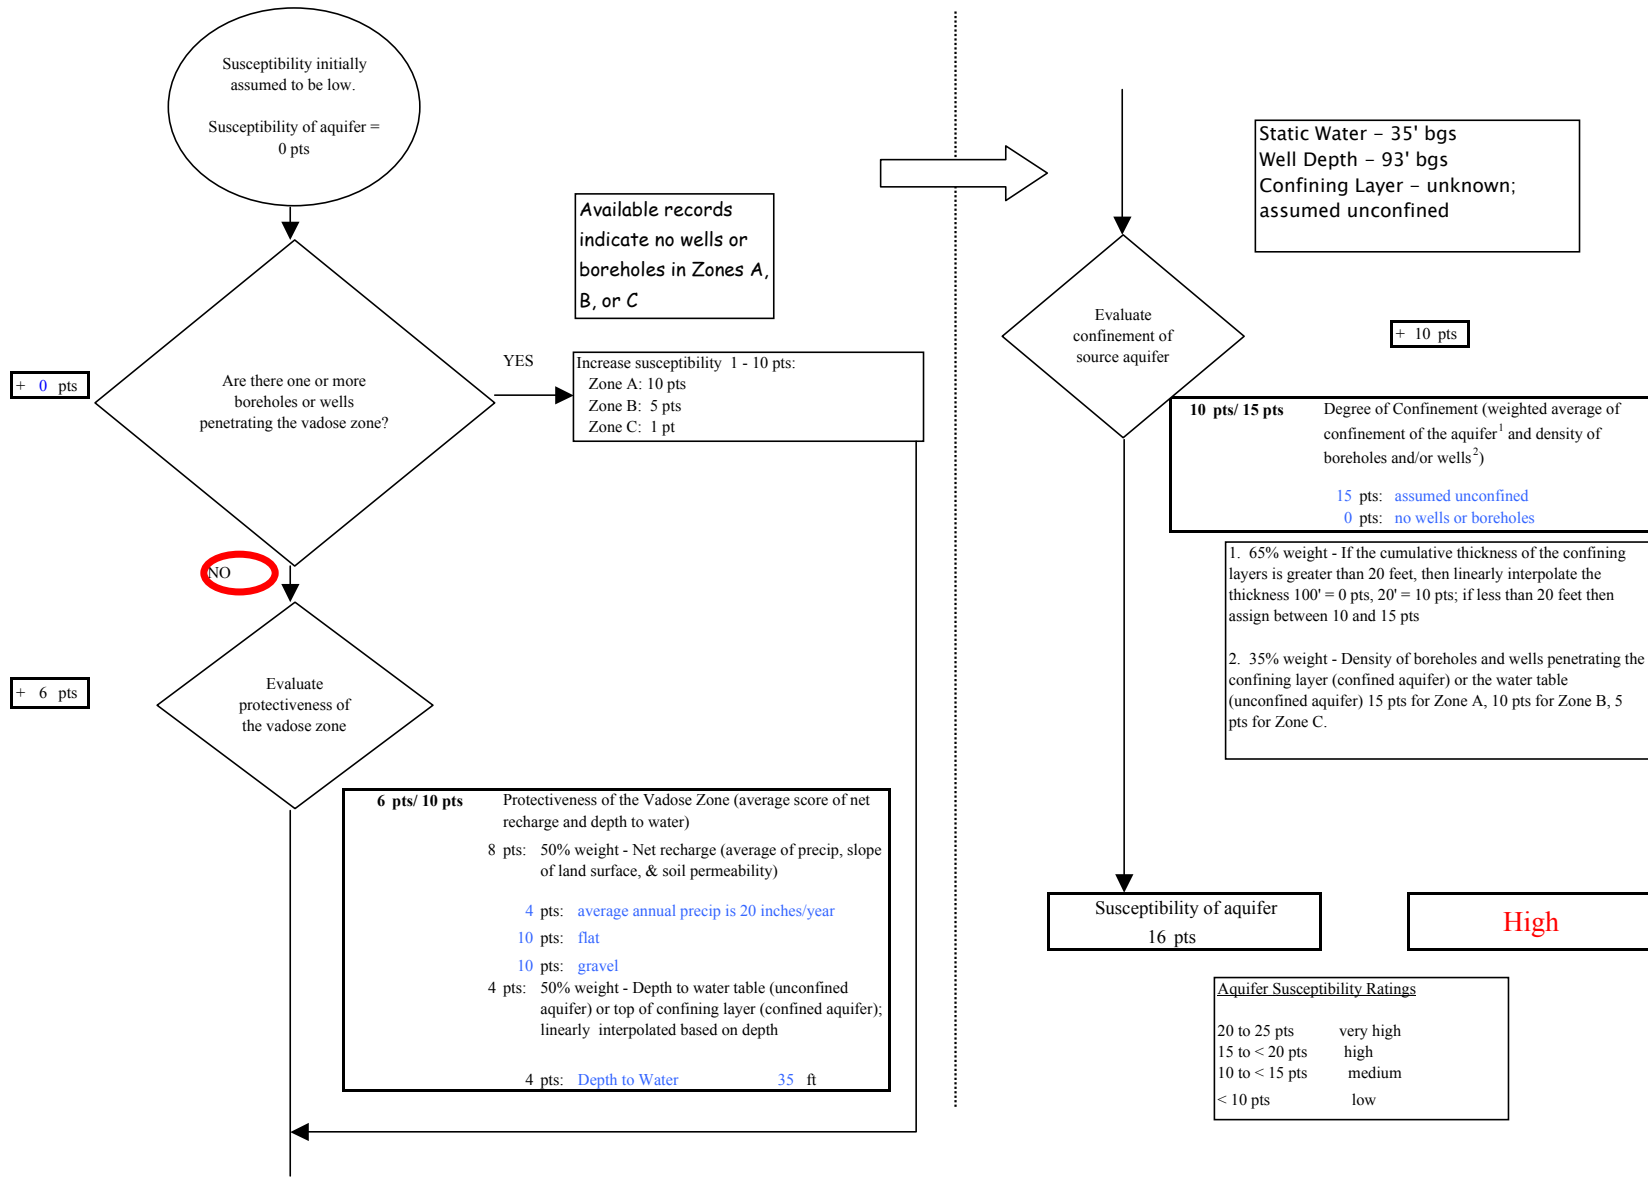 Susceptibility initially
assumed to be low.
Susceptibility of aquifer =
0 pts
Available records
indicate no wells or
boreholes in Zones A,
B, or C
+ 0 pts
Are there one or more
boreholes or wells
penetrating the vadose zone?
YES
Increase susceptibility 1 - 10 pts:
Zone A: 10 pts
Zone B: 5 pts
Zone C: 1 pt
NO
+ 6 pts
Evaluate
protectiveness of
the vadose zone
6 pts/ 10 pts Protectiveness of the Vadose Zone (average score of net
recharge and depth to water)
8 pts: 50% weight - Net recharge (average of precip, slope
of land surface, & soil permeability)
4 pts: average annual precip is 20 inches/year
10 pts: flat
10 pts: gravel
4 pts: 50% weight - Depth to water table (unconfined
aquifer) or top of confining layer (confined aquifer);
linearly interpolated based on depth
4 pts: Depth to Water 35 ft
Static Water – 35' bgs
Well Depth – 93' bgs
Confining Layer – unknown;
assumed unconfined
Evaluate
confinement of
source aquifer
+ 10 pts
10 pts/ 15 pts Degree of Confinement (weighted average of
confinement of the aquifer1 and density of
boreholes and/or wells2)
15 pts: assumed unconfined
0 pts: no wells or boreholes
1. 65% weight - If the cumulative thickness of the confining
layers is greater than 20 feet, then linearly interpolate the
thickness 100' = 0 pts, 20' = 10 pts; if less than 20 feet then
assign between 10 and 15 pts
2. 35% weight - Density of boreholes and wells penetrating the
confining layer (confined aquifer) or the water table
(unconfined aquifer) 15 pts for Zone A, 10 pts for Zone B, 5
pts for Zone C.
Susceptibility of aquifer
16 pts
High
Aquifer Susceptibility Ratings
20 to 25 pts very high
15 to < 20 pts high
10 to < 15 pts medium
< 10 pts low